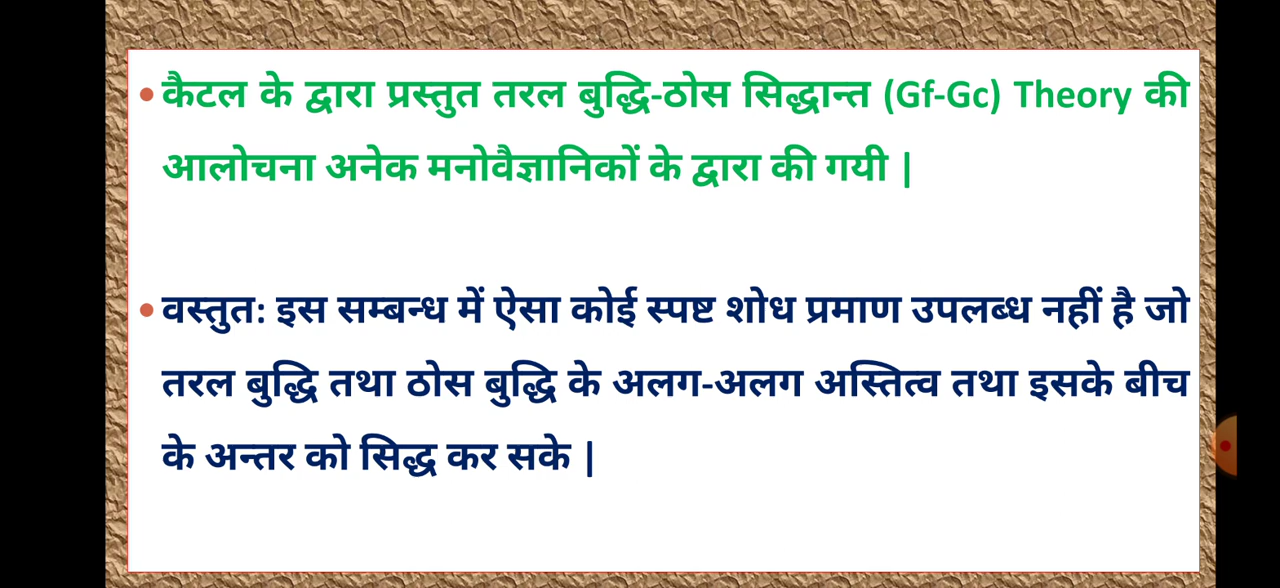 • कैटल के द्वारा प्रस्तुत तरल बुद्धि-ठोस सिद्धान्त (Gf-Gc) Theory की
आलोचना अनेक मनोवैज्ञानिकों के द्वारा की गयी |
• वस्तुत: इस सम्बन्ध में ऐसा कोई स्पष्ट शोध प्रमाण उपलब्ध नहीं है जो
तरल बुद्धि तथा ठोस बुद्धि के अलग-अलग अस्तित्व तथा इसके बीच
के अन्तर को सिद्ध कर सके |